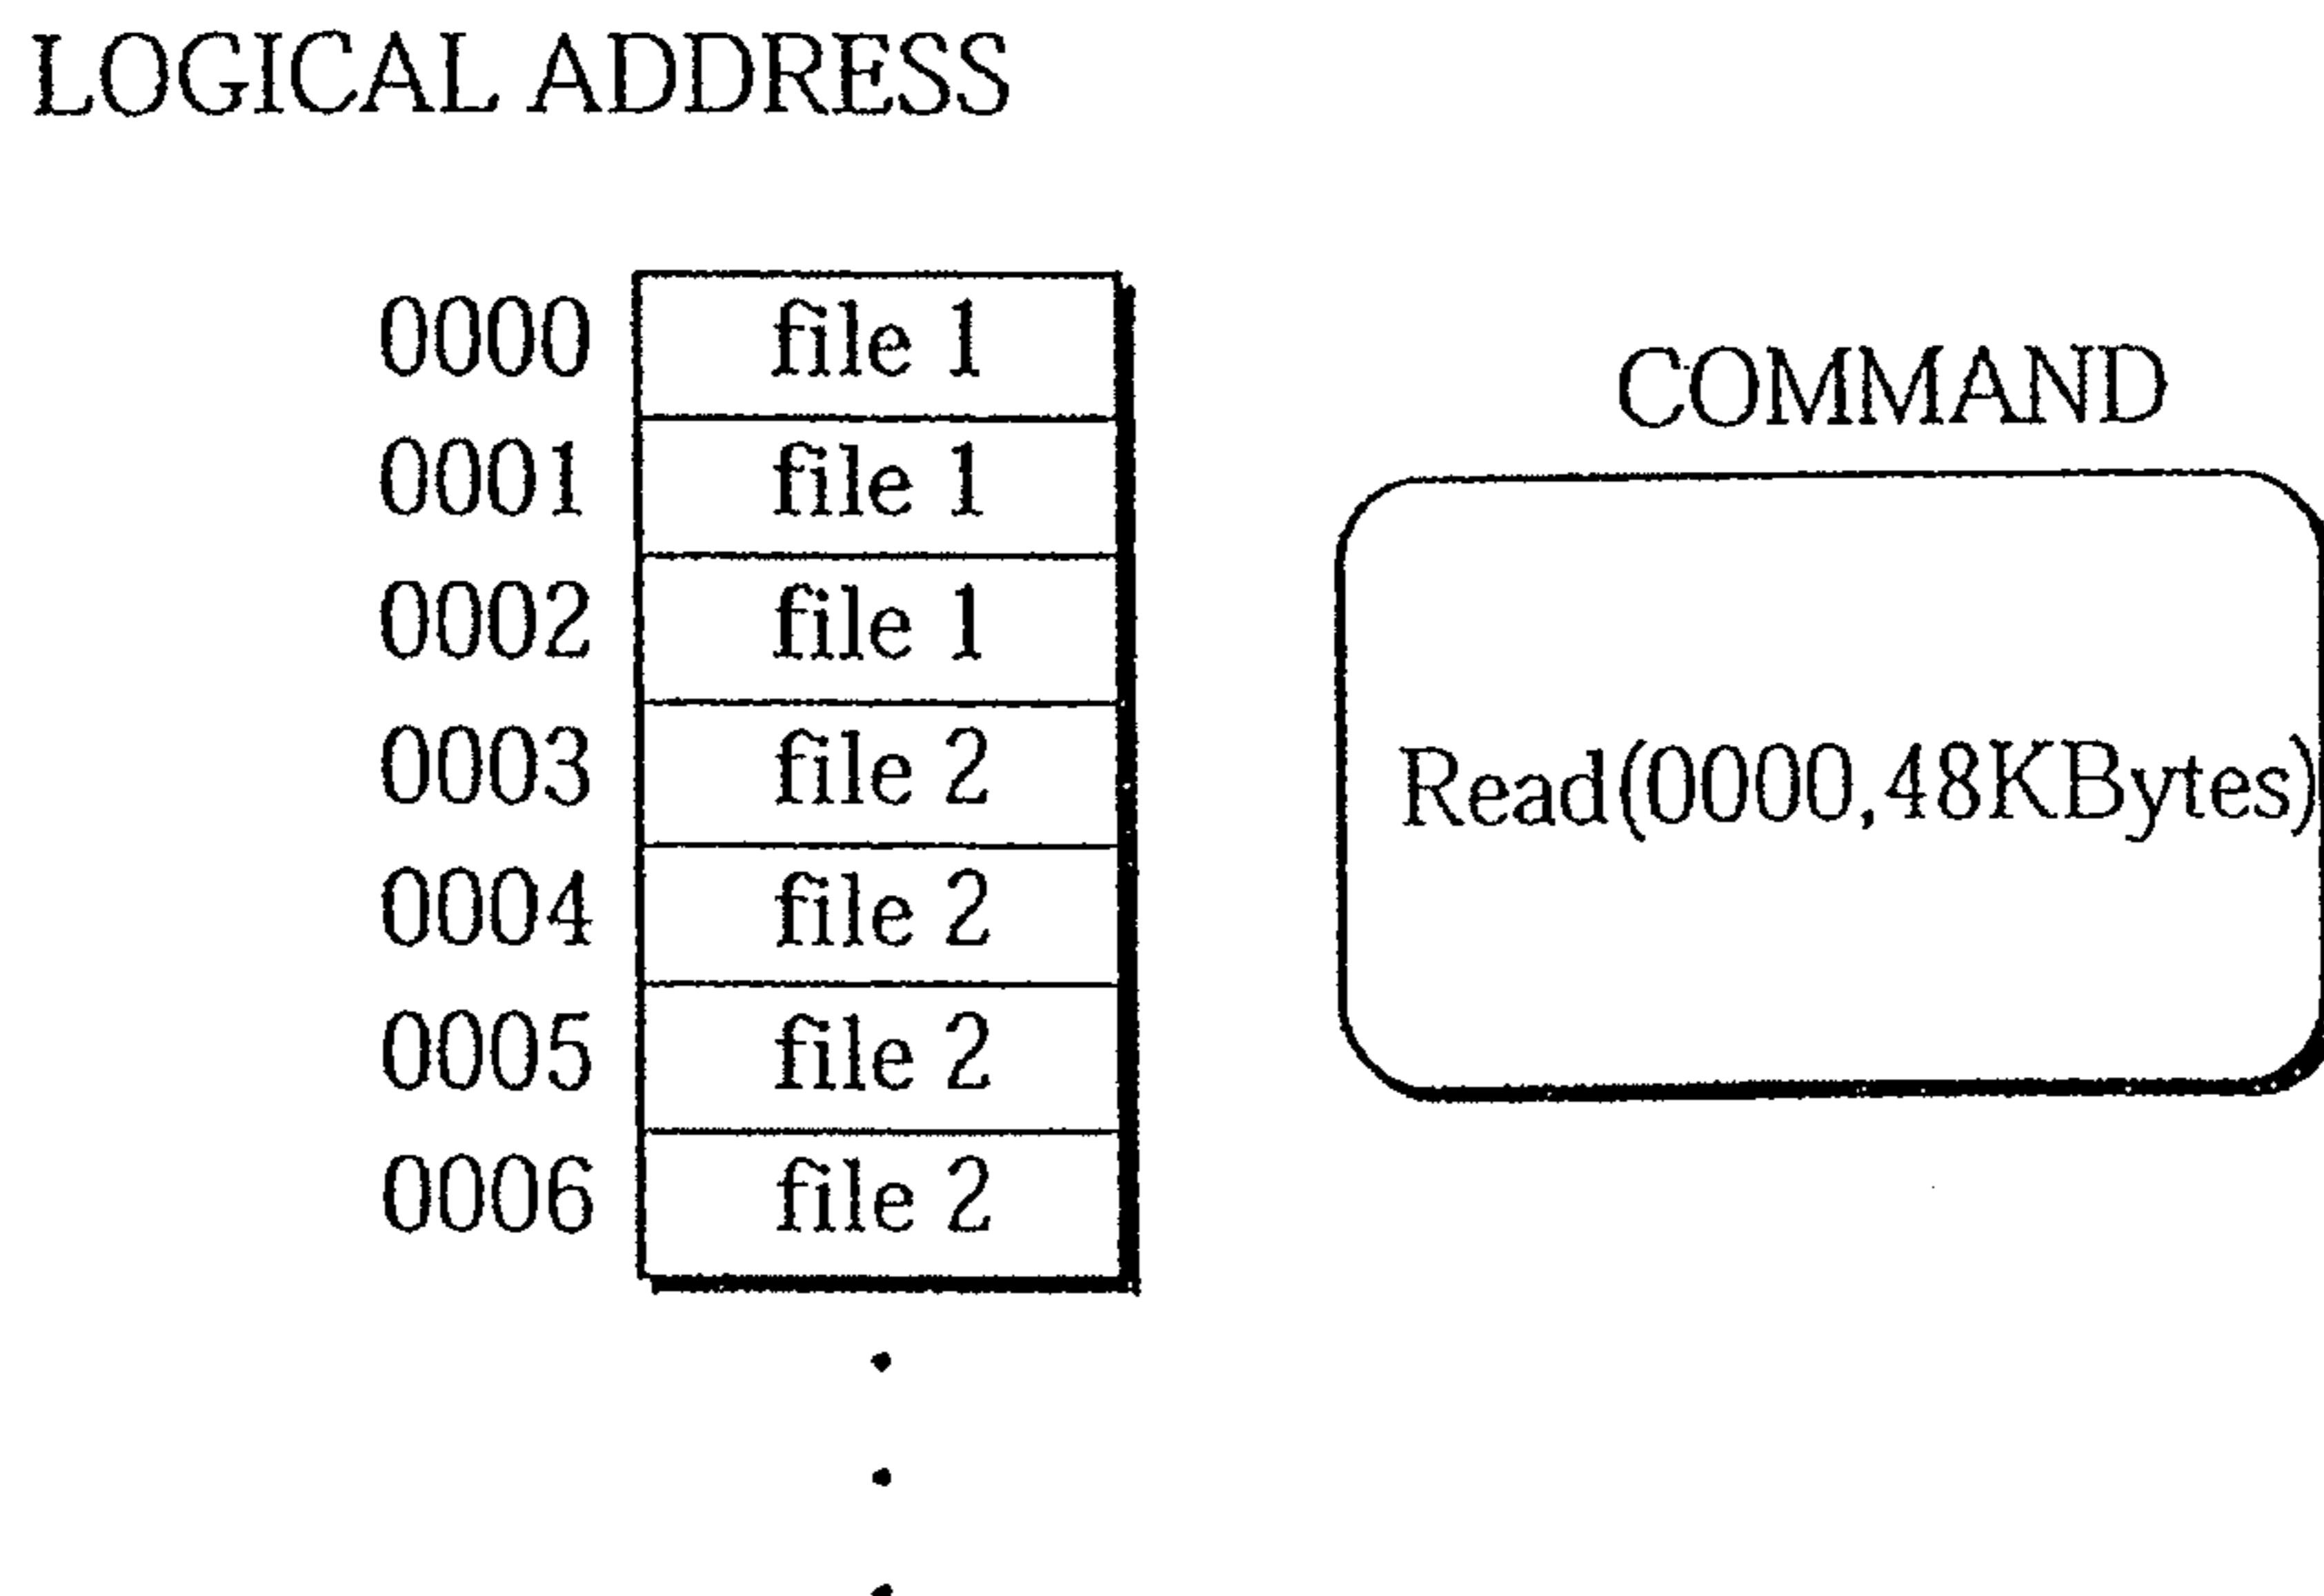 LOGICAL ADDRESS
0000 file 1
COMMAND
0001 file 1
0002 file 1
0003 file 2
Read(0000,48KBytes)
0004 file 2
0005 file 2
0006 file 2